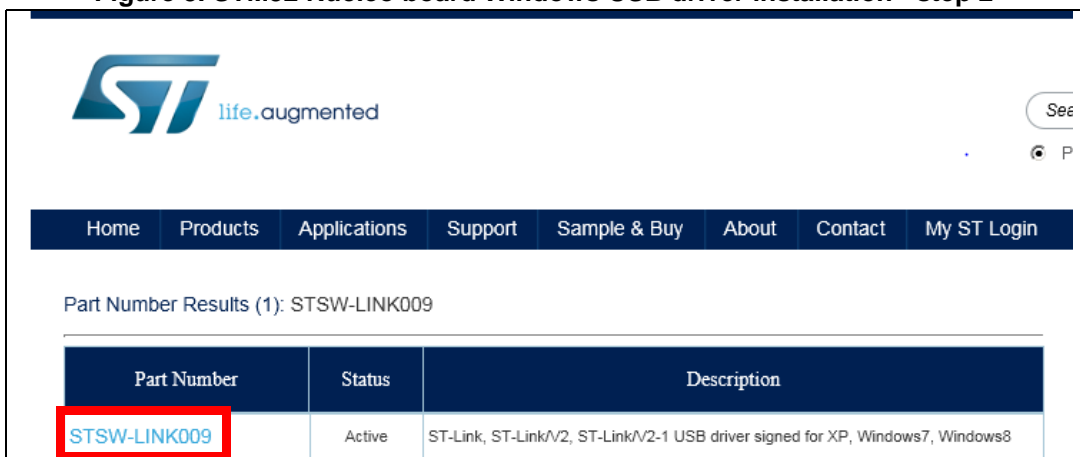 life.augmented
Home Products Applications Support Sample & Buy About Contact My ST Login
Part Number Results (1): STSW-LINK009
Part Number Status Description
STSW-LINK009 Active ST-Link, ST-Link/V2, ST-Link/V2-1 USB driver signed for XP, Windows7, Windows8